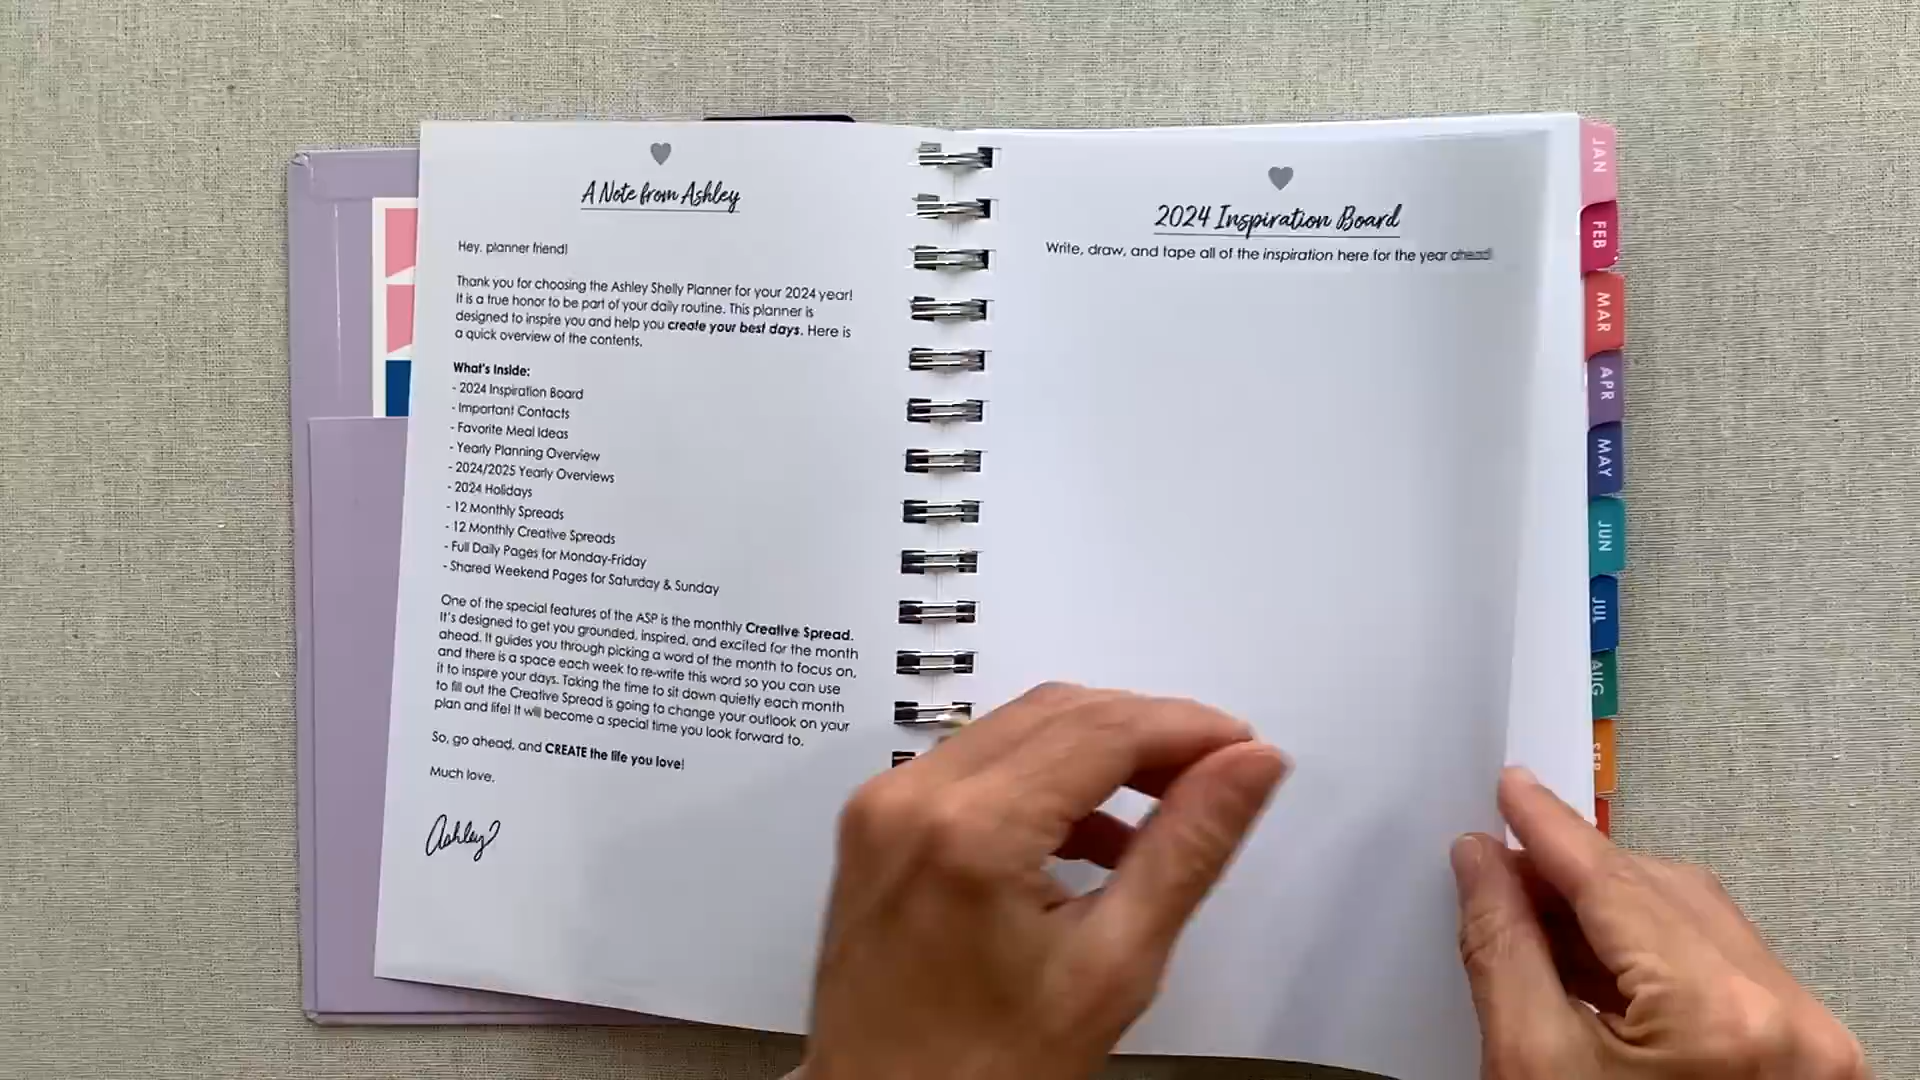 A Note from Ashley
Hey, planner friend!
Thank you for choosing the Ashley Shelly Planner for your 2024 year!
It is a true honor to be part of your daily routine. This planner is
designed to inspire you and help you create your best days. Here is
a quick overview of the contents.
What's Inside:
- 2024 Inspiration Board
- Important Contacts
- Favorite Meal Ideas
- Yearly Planning Overview
- 2024/2025 Yearly Overviews
- 2024 Holidays
- 12 Monthly Spreads
- 12 Monthly Creative Spreads
- Full Daily Pages for Monday-Friday
- Shared Weekend Pages for Saturday & Sunday
One of the special features of the ASP is the monthly Creative Spread.
It's designed to get you grounded, inspired, and excited for the month
ahead. It guides you through picking a word of the month to focus on,
and there is a space each week to re-write this word so you can use
it to inspire your days. Taking the time to sit down quietly each month
to fill out the Creative Spread is going to change your outlook on your
plan and life! It will become a special time you look forward to.
So, go ahead, and CREATE the life you love!
Much love,
Ashley
2024 Inspiration Board
Write, draw, and tape all of the inspiration here for the year ahead!
JAN
FEB
MAR
APR
MAY
JUN
JUL
AUG
SEP